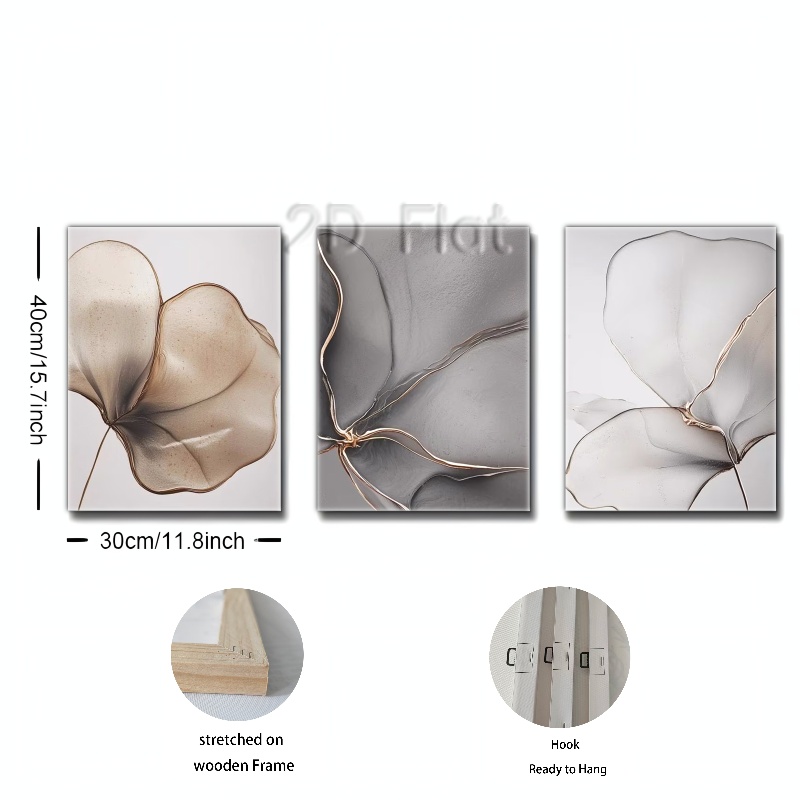 2D Flat
40cm/15.7inch
30cm/11.8inch
stretched on
wooden Frame
Hook
Ready to Hang